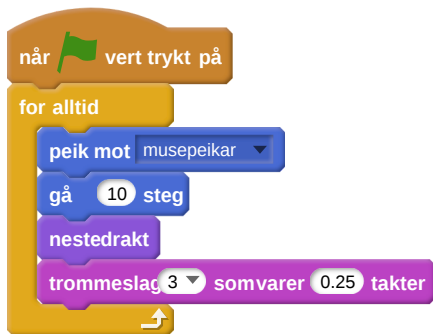 når vert trykt på
for alltid
peik mot musepeikar
gå 10 steg
nestedrakt
trommeslag 3 somvarer 0.25 takter